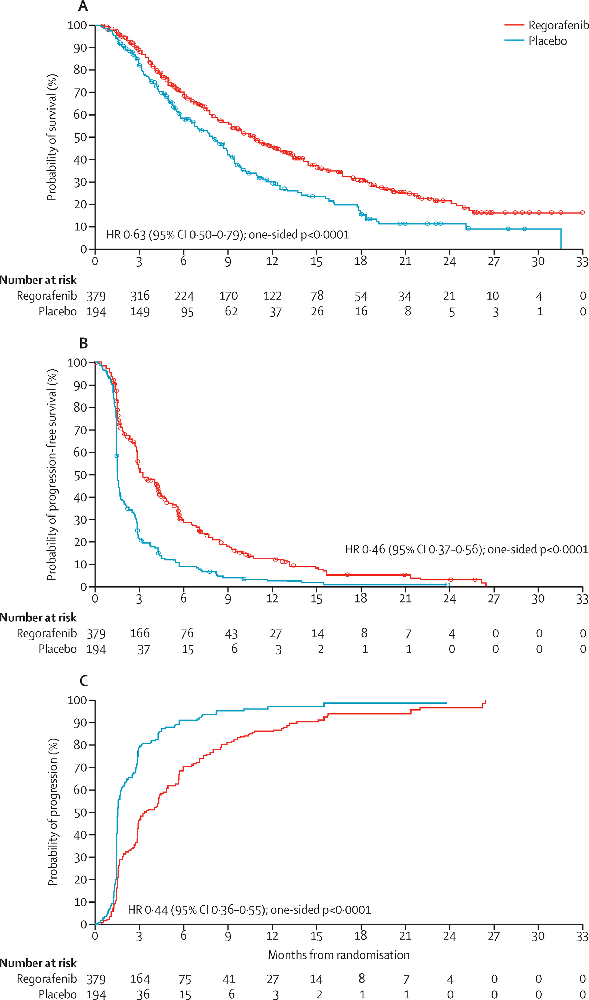 A
Regorafenib
Placebo
Probability of survival (%)
100
90
80
70
60
50
40
30
20
10
0
HR 0·63 (95% CI 0·50–0·79); one-sided p<0·0001
0 3 6 9 12 15 18 21 24 27 30 33
Number at risk
Regorafenib 379 316 224 170 122 78 54 34 21 10 4 0
Placebo 194 149 95 62 37 26 16 8 5 3 1 0
B
Probability of progression-free survival (%)
100
90
80
70
60
50
40
30
20
10
0
HR 0·46 (95% CI 0·37–0·56); one-sided p<0·0001
0 3 6 9 12 15 18 21 24 27 30 33
Number at risk
Regorafenib 379 166 76 43 27 14 8 7 4 0 0 0
Placebo 194 37 15 6 3 2 1 1 0 0 0 0
C
Probability of progression (%)
100
90
80
70
60
50
40
30
20
10
0
HR 0·44 (95% CI 0·36–0·55); one-sided p<0·0001
0 3 6 9 12 15 18 21 24 27 30 33
Months from randomisation
Number at risk
Regorafenib 379 164 75 41 27 14 8 7 4 0 0 0
Placebo 194 36 15 6 3 2 1 1 0 0 0 0